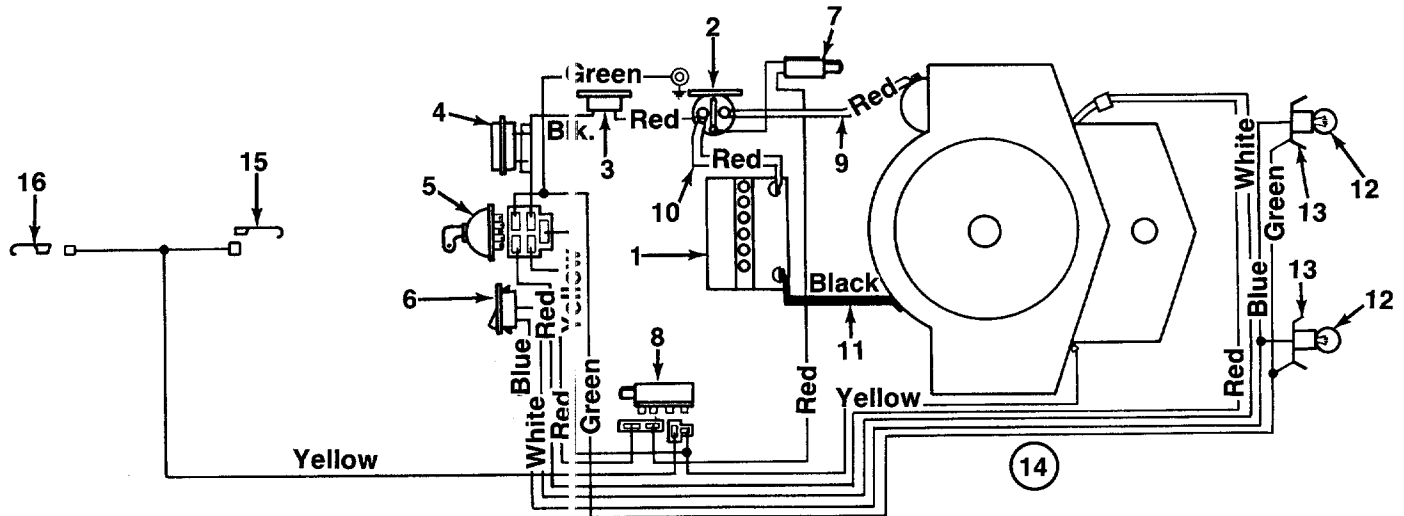 2
7
Green
Red
4
Blk.
Red
3
9
Red
10
White
13
12
Green
15
16
5
1
Black
11
Yellow
Red
6
Blue
8
Red
Blue
13
12
Red
Yellow
White
Red
Green
Yellow
14